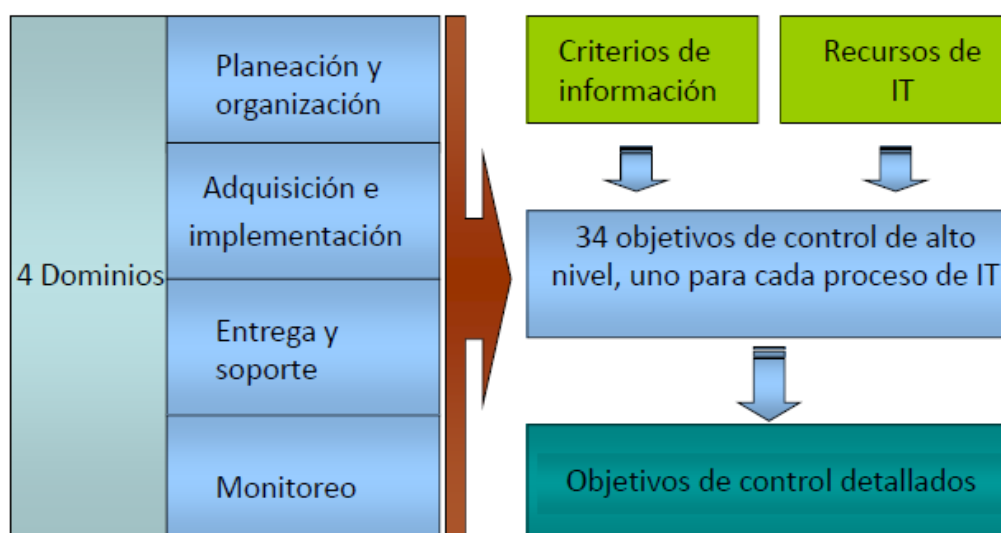 4 Dominios
Planeación y
organización
Adquisición e
implementación
Entrega y
soporte
Monitoreo
Criterios de
información
Recursos de
IT
34 objetivos de control de alto
nivel, uno para cada proceso de IT
Objetivos de control detallados